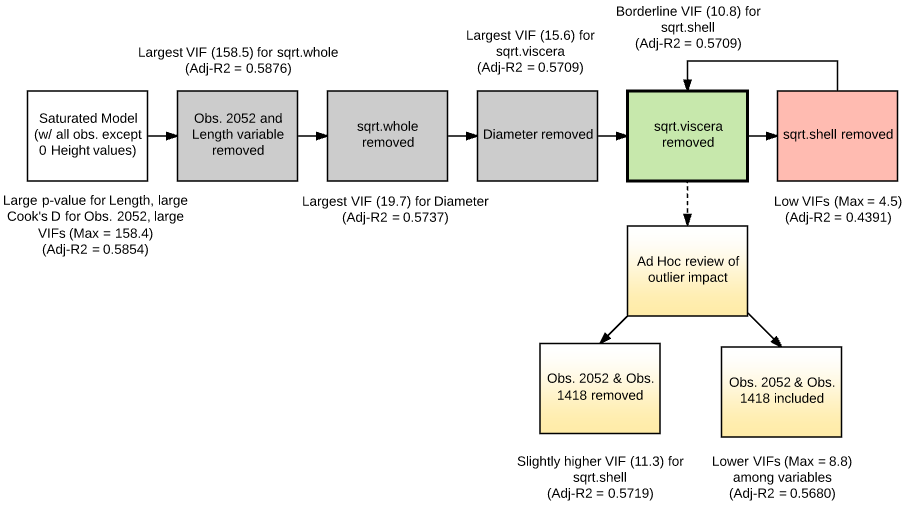 Borderline VIF (10.8) for
sqrt.shell
(Adj-R2 = 0.5709)
Largest VIF (15.6) for
sqrt.viscera
(Adj-R2 = 0.5709)
Largest VIF (158.5) for sqrt.whole
(Adj-R2 = 0.5876)
Saturated Model
(w/ all obs. except
0 Height values)
Obs. 2052 and
Length variable
removed
sqrt.whole
removed
Diameter removed
sqrt.viscera
removed
sqrt.shell removed
Large p-value for Length, large
Cook's D for Obs. 2052, large
VIFs (Max = 158.4)
(Adj-R2 = 0.5854)
Largest VIF (19.7) for Diameter
(Adj-R2 = 0.5737)
Low VIFs (Max = 4.5)
(Adj-R2 = 0.4391)
Ad Hoc review of
outlier impact
Obs. 2052 & Obs.
1418 removed
Obs. 2052 & Obs.
1418 included
Slightly higher VIF (11.3) for
sqrt.shell
(Adj-R2 = 0.5719)
Lower VIFs (Max = 8.8)
among variables
(Adj-R2 = 0.5680)